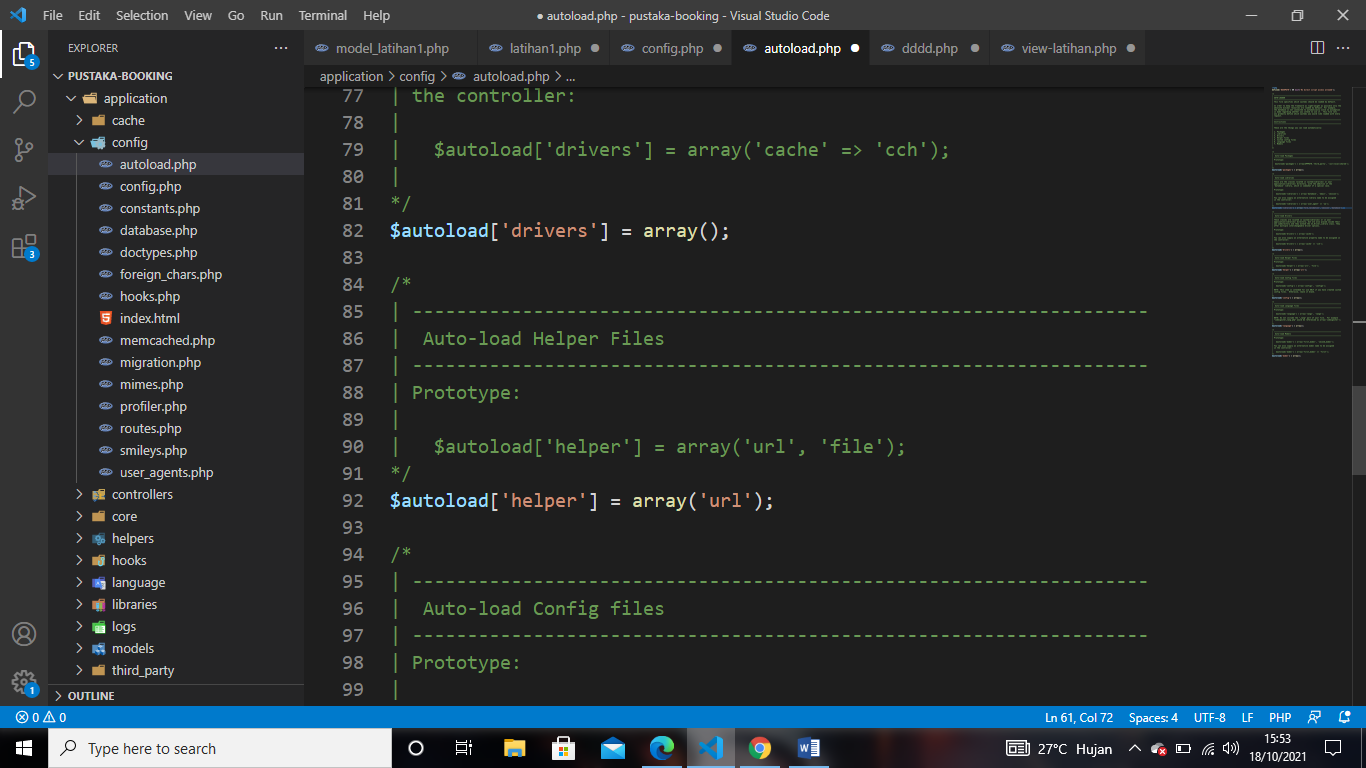 File Edit Selection View Go Run Terminal Help
● autoload.php - pustaka-booking - Visual Studio Code
EXPLORER
PUSTAKA-BOOKING
application
cache
config
autoload.php
config.php
constants.php
database.php
doctypes.php
foreign_chars.php
hooks.php
index.html
memcached.php
migration.php
mimes.php
profiler.php
routes.php
smileys.php
user_agents.php
controllers
core
helpers
hooks
language
libraries
logs
models
third_party
OUTLINE
5
3
1
model_latihan1.php latihan1.php ● config.php ● autoload.php ● dddd.php ● view-latihan.php ●
application > config > autoload.php > ...
77 | the controller:
78 |
79 |   $autoload['drivers'] = array('cache' => 'cch');
80 |
81 */
82 $autoload['drivers'] = array();
83
84 /*
85 | -------------------------------------------------------------------
86 |  Auto-load Helper Files
87 | -------------------------------------------------------------------
88 | Prototype:
89 |
90 |   $autoload['helper'] = array('url', 'file');
91 */
92 $autoload['helper'] = array('url');
93
94 /*
95 | -------------------------------------------------------------------
96 |  Auto-load Config files
97 | -------------------------------------------------------------------
98 | Prototype:
99 |
0 0
Ln 61, Col 72 Spaces: 4 UTF-8 LF PHP
Type here to search
27°C Hujan
15:53
18/10/2021